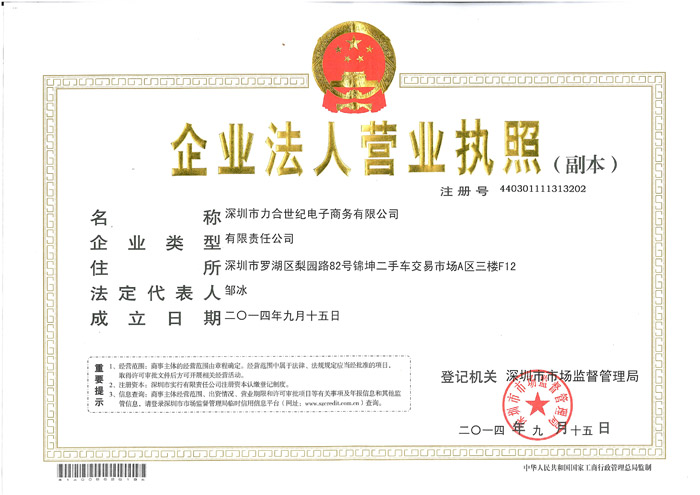 企业法人营业执照（副本）
注册号 440301111313202
名称 深圳市力合世纪电子商务有限公司
企业类型 有限责任公司
住所 深圳市罗湖区梨园路82号锦坤二手车交易市场A区三楼F12
法定代表人 邹冰
成立日期 二〇一四年九月十五日
重要提示
1、经营范围：商事主体的经营范围由章程确定。经营范围中属于法律、法规规定应当经批准的项目，
取得许可审批文件后方可开展相关经营活动。
2、注册资本：深圳市实行有限责任公司注册资本认缴登记制度。
3、信息查询：商事主体经营范围、出资情况、营业期限和许可审批项目等有关事项及年报信息和其他监
管信息，请登录深圳市市场监督管理局临时信用信息平台（网址：www.szcredit.com.cn）查询。
登记机关 深圳市市场监督管理局
深圳市市场监督管理局
二〇一四年九月十五日
中华人民共和国国家工商行政管理总局监制